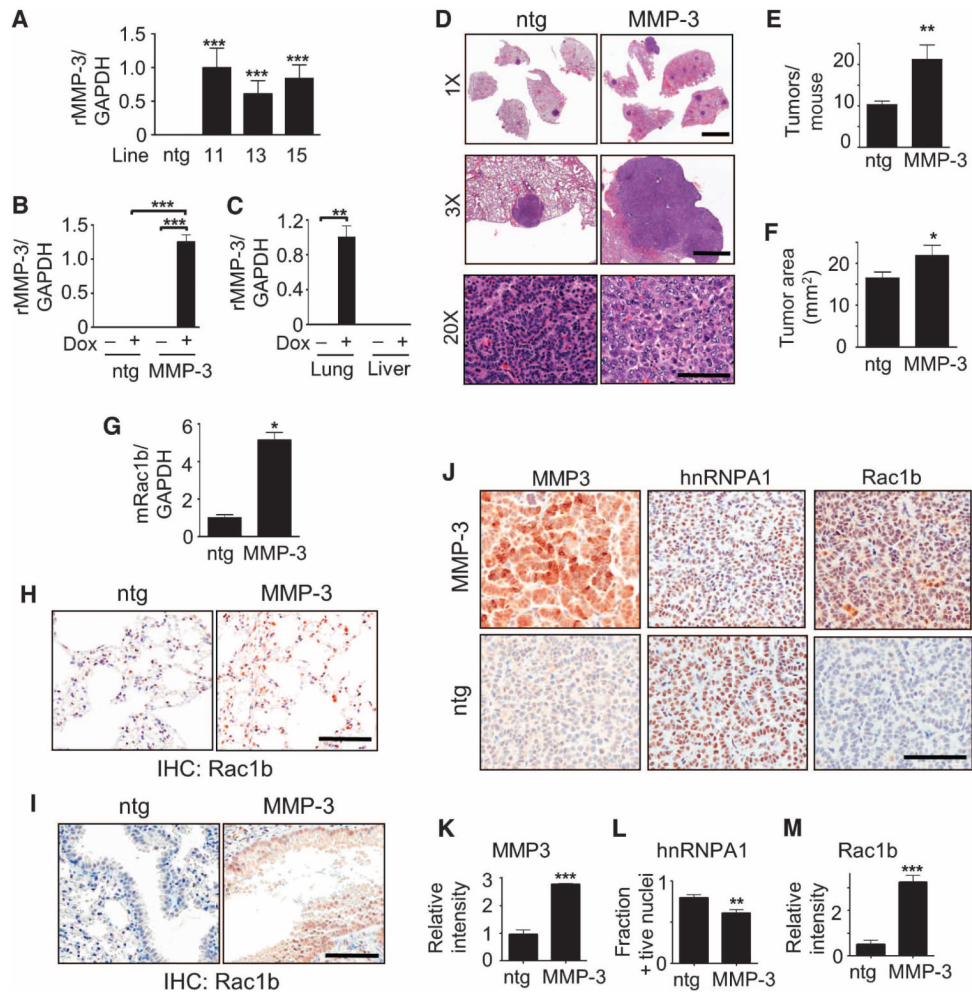 A
rMMP-3/
GAPDH
1.5
1.0
0.5
0
***
***
***
Line ntg 11 13 15
B
rMMP-3/
GAPDH
1.5
1.0
0.5
0
***
***
Dox – + – +
ntg MMP-3
C
rMMP-3/
GAPDH
1.2
0.8
0.4
0
**
Dox – + – +
Lung Liver
D
ntg MMP-3
1X
3X
20X
E
Tumors/
mouse
20
10
0
**
ntg
MMP-3
F
Tumor area
(mm2)
20
10
0
*
ntg
MMP-3
G
mRac1b/
GAPDH
6
4
2
0
*
ntg
MMP-3
H
ntg MMP-3
IHC: Rac1b
I
ntg MMP-3
IHC: Rac1b
J
MMP3 hnRNPA1 Rac1b
MMP-3
ntg
K
MMP3
Relative
intensity
3
2
1
0
***
ntg
MMP-3
L
hnRNPA1
Fraction
+ tive nuclei
1
0
**
ntg
MMP-3
M
Rac1b
Relative
intensity
3
2
1
0
***
ntg
MMP-3